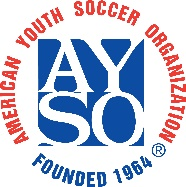 AMERICAN YOUTH SOCCER ORGANIZATION
AY
SO
®
FOUNDED 1964